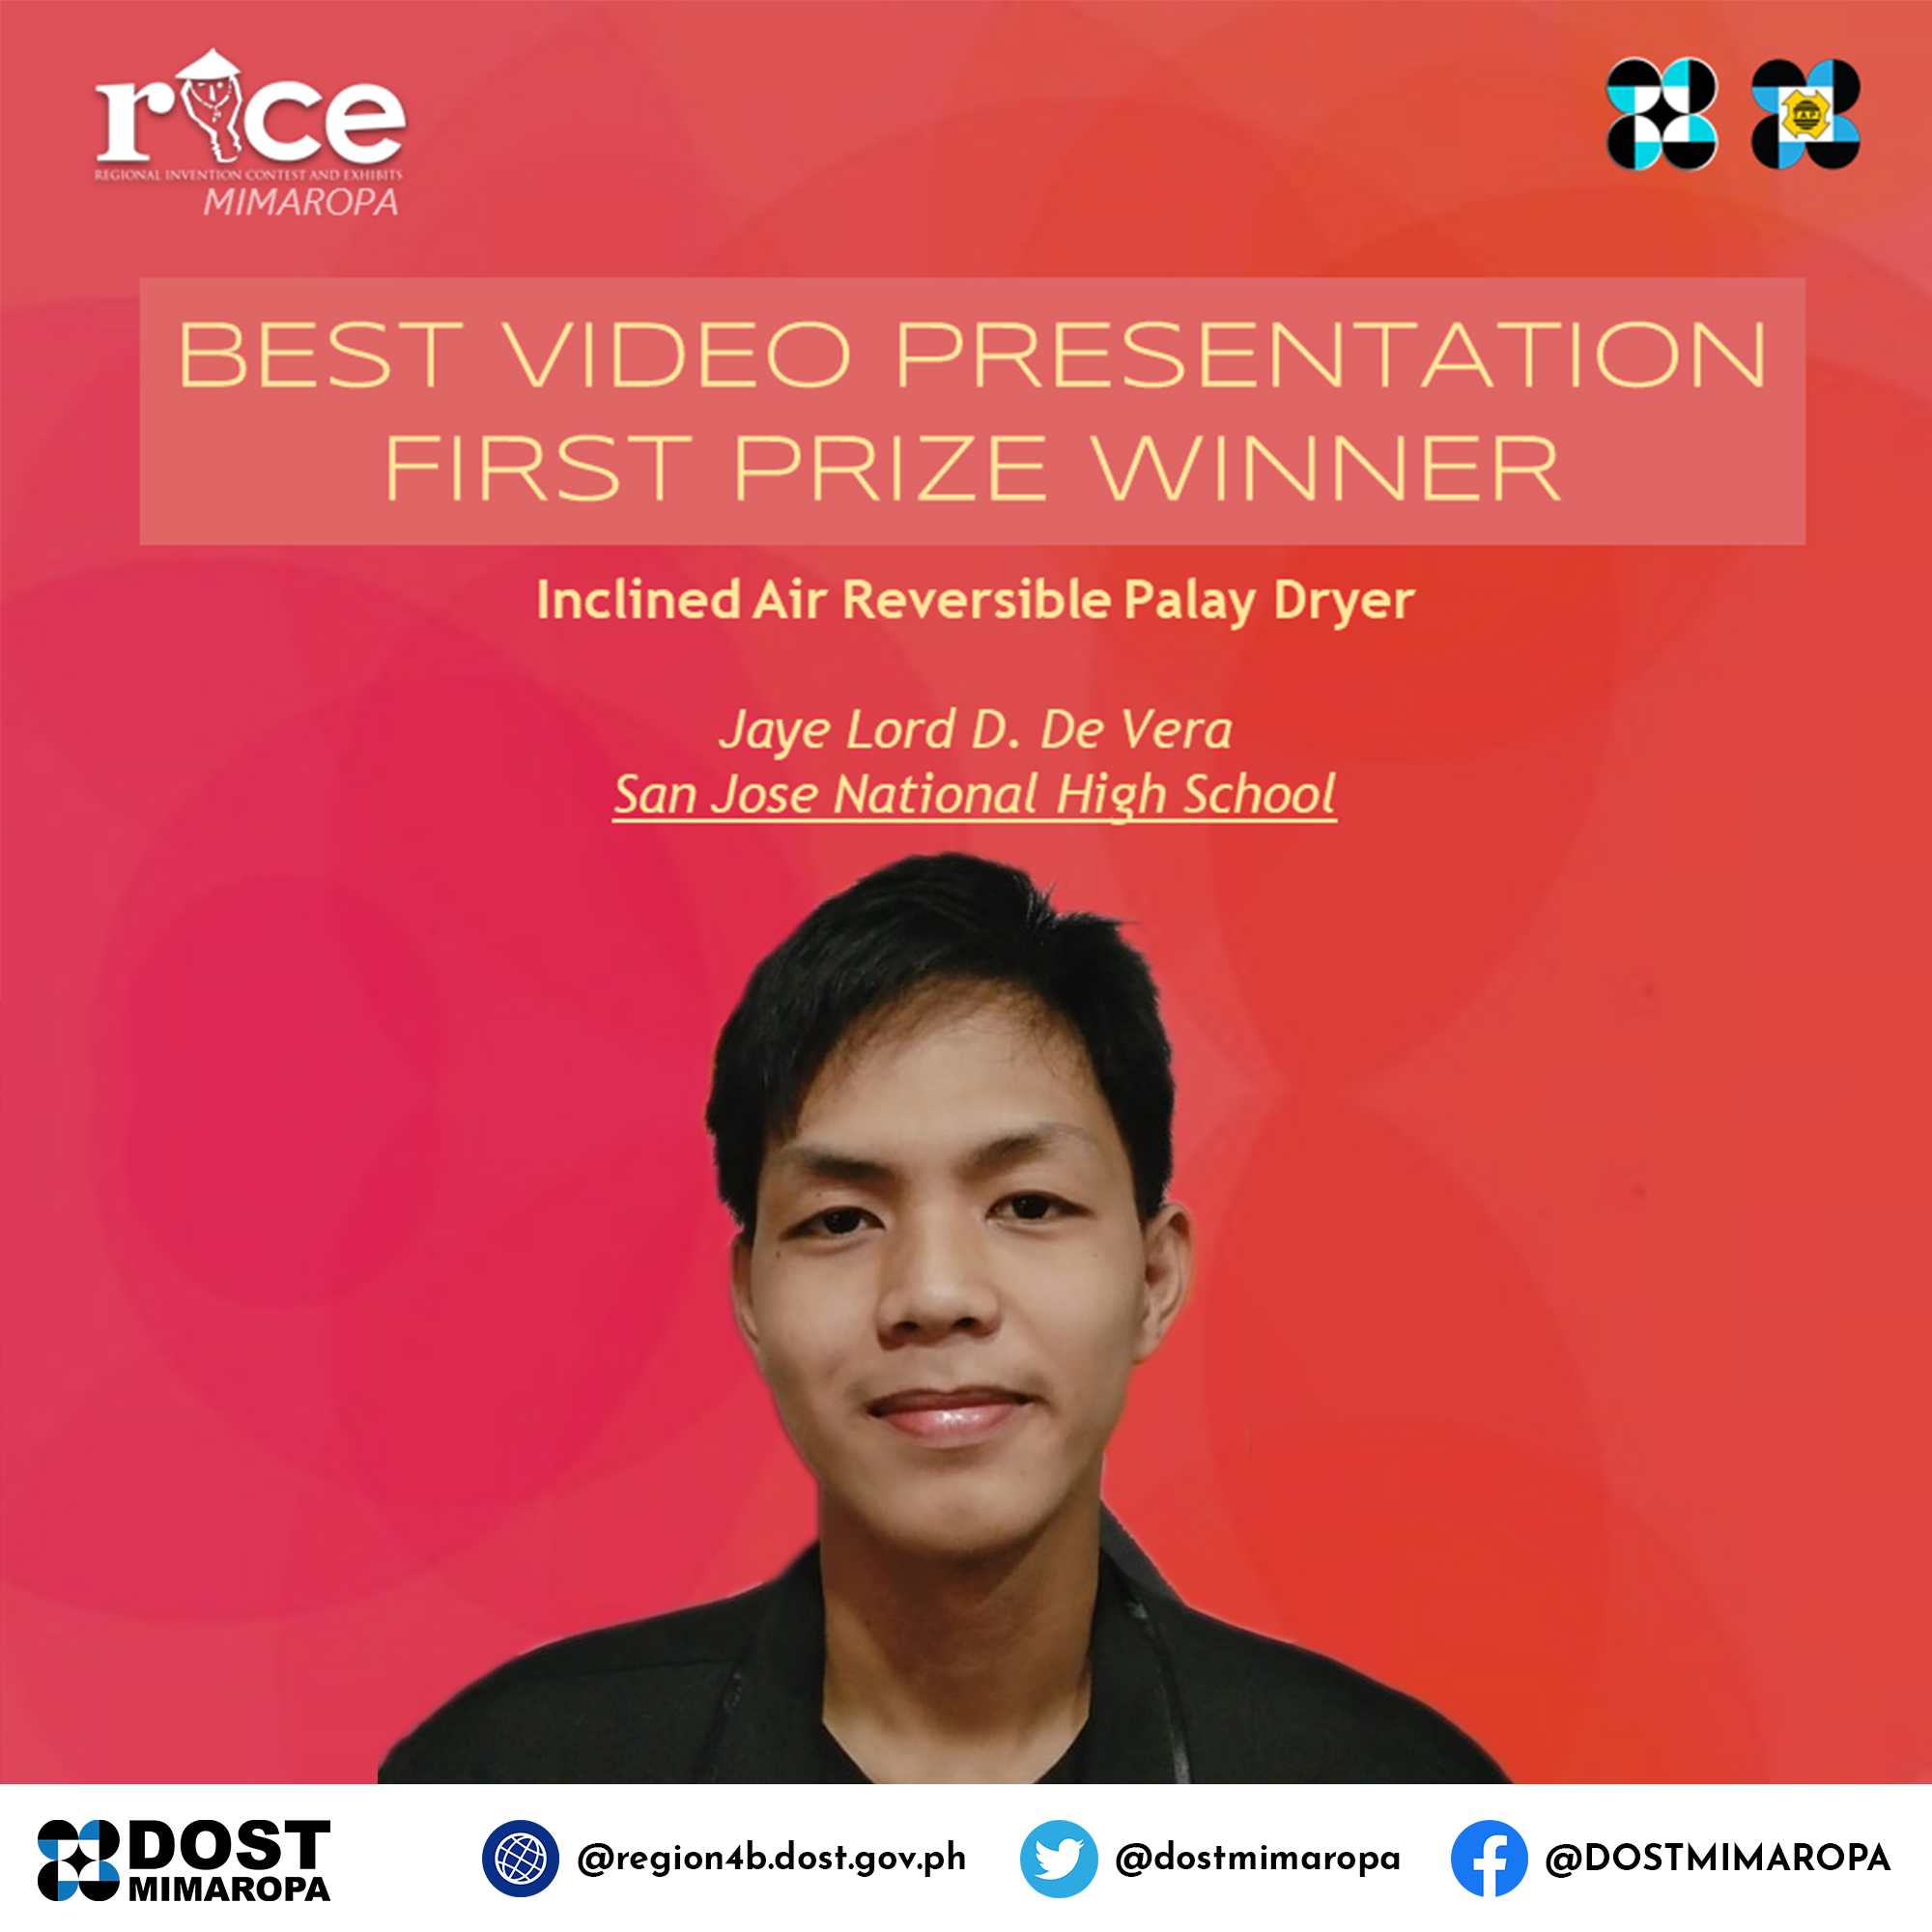 rice
REGIONAL INVENTION CONTEST AND EXHIBITS
MIMAROPA
BEST VIDEO PRESENTATION
FIRST PRIZE WINNER
Inclined Air Reversible Palay Dryer
Jaye Lord D. De Vera
San Jose National High School
DOST
MIMAROPA
@region4b.dost.gov.ph
@dostmimaropa
@DOSTMIMAROPA